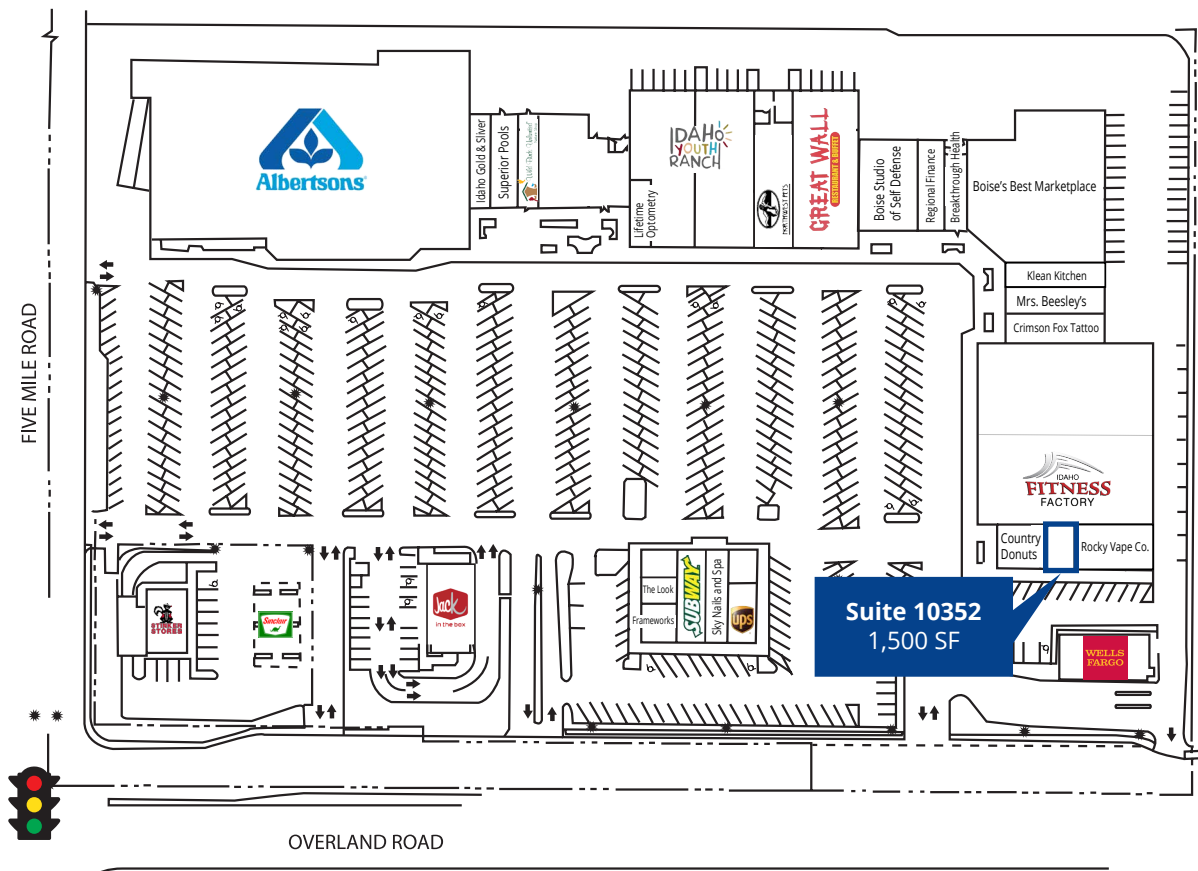 Albertsons®
Idaho Gold & Sliver
Superior Pools
IDAHO
YOUTH
RANCH
Lifetime
Optometry
NORTHWEST PETS
GREAT WALL
RESTAURANT & BUFFET
Boise Studio
of Self Defense
Regional Finance
Breakthrough Health
Boise's Best Marketplace
Klean Kitchen
Mrs. Beesley's
Crimson Fox Tattoo
FIVE MILE ROAD
IDAHO
FITNESS
FACTORY
Country
Donuts
Rocky Vape Co.
STINKER
STORES
Sinclair
Jack
in the box
The Look
Frameworks
SUBWAY
Sky Nails and Spa
ups
Suite 10352
1,500 SF
WELLS
FARGO
OVERLAND ROAD